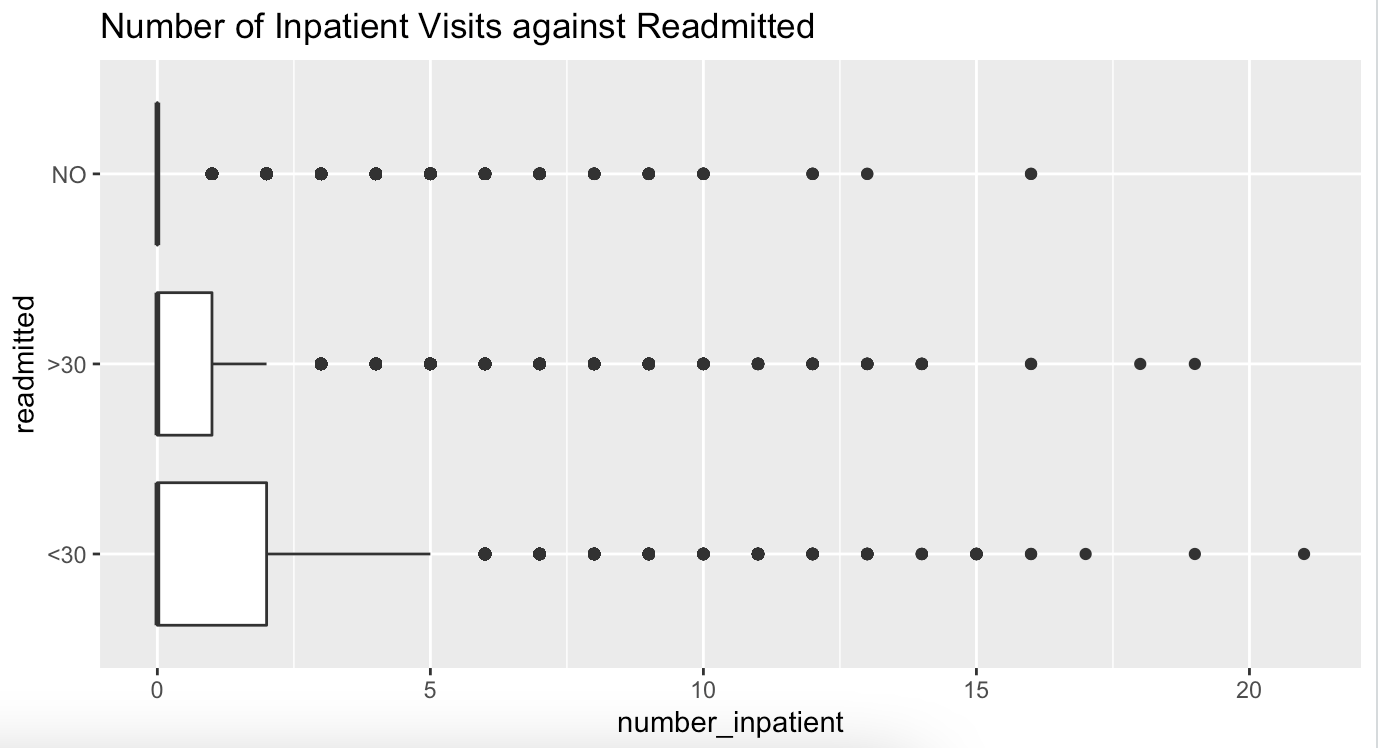 Number of Inpatient Visits against Readmitted
readmitted
NO
>30
<30
0 5 10 15 20
number_inpatient